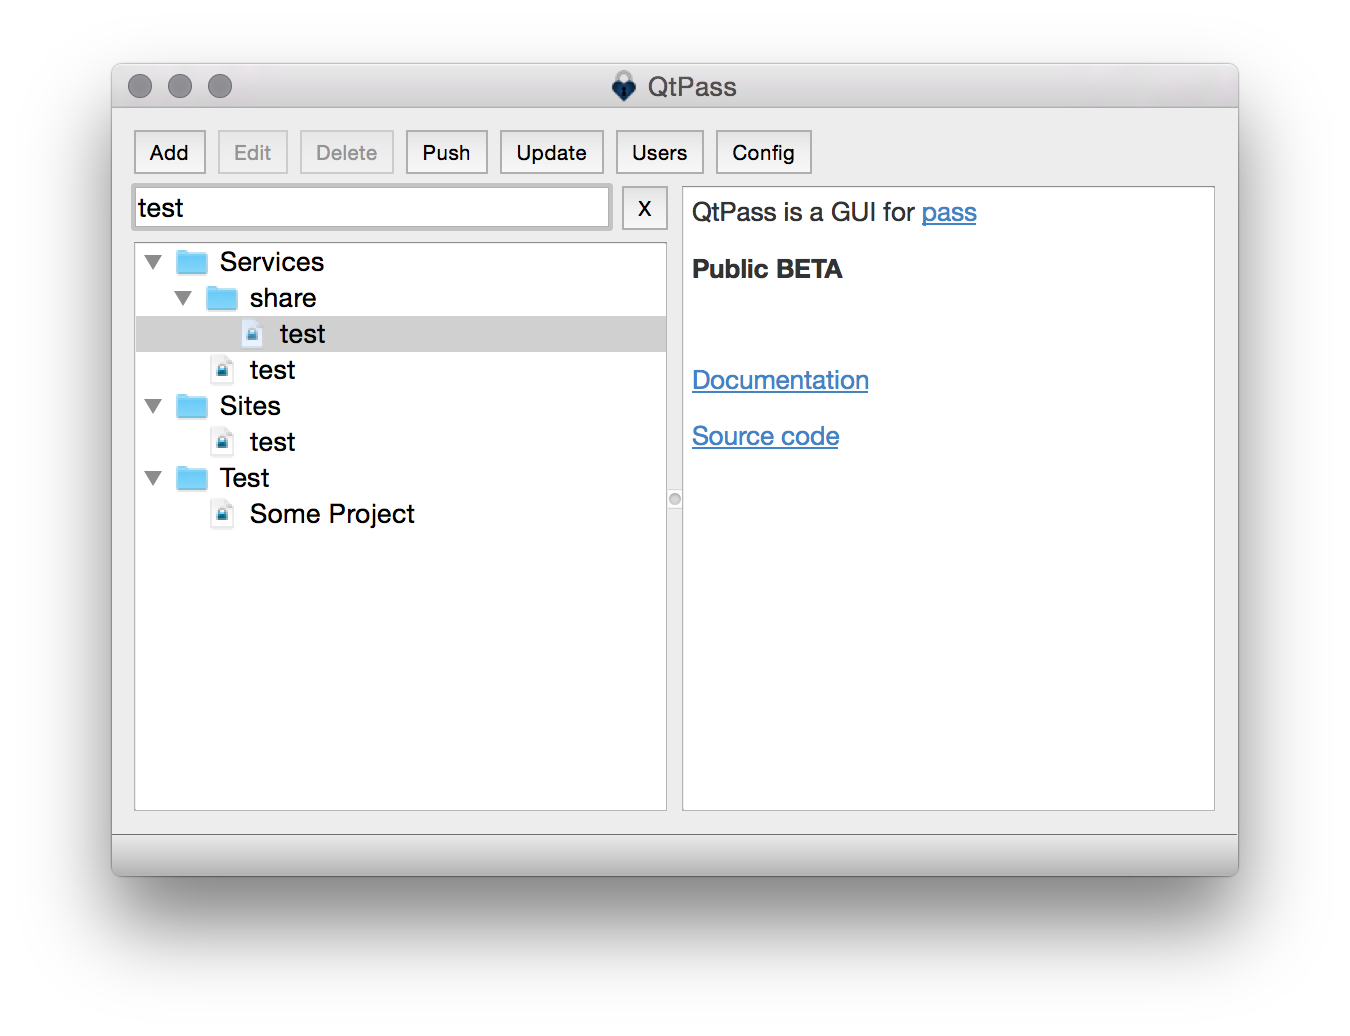 QtPass
Add Edit Delete Push Update Users Config
test X
Services
share
test
test
Sites
test
Test
Some Project
QtPass is a GUI for pass
Public BETA
Documentation
Source code